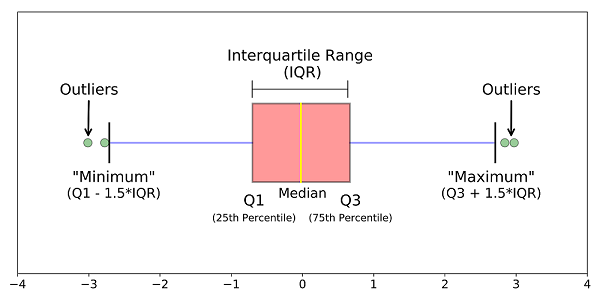 Interquartile Range
(IQR)
Outliers
Outliers
"Minimum"
(Q1 - 1.5*IQR)
Q1
(25th Percentile)
Median
Q3
(75th Percentile)
"Maximum"
(Q3 + 1.5*IQR)
−4 −3 −2 −1 0 1 2 3 4